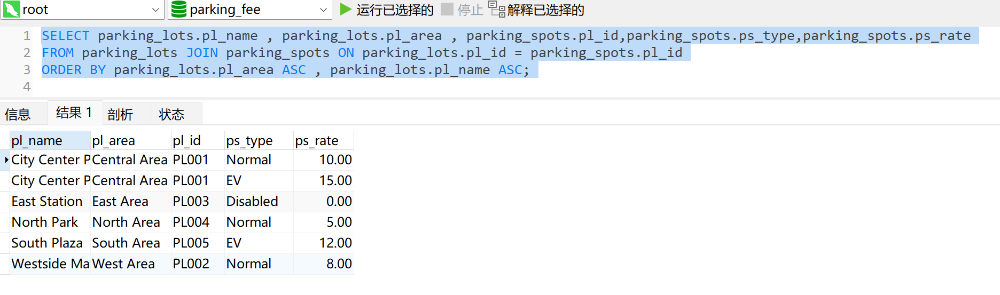 root parking_fee 运行已选择的 停止 解释已选择的
1 SELECT parking_lots.pl_name , parking_lots.pl_area , parking_spots.pl_id,parking_spots.ps_type,parking_spots.ps_rate
2 FROM parking_lots JOIN parking_spots ON parking_lots.pl_id = parking_spots.pl_id
3 ORDER BY parking_lots.pl_area ASC , parking_lots.pl_name ASC;
4
信息 结果 1 剖析 状态
pl_name pl_area pl_id ps_type ps_rate
City Center P Central Area PL001 Normal 10.00
City Center P Central Area PL001 EV 15.00
East Station East Area PL003 Disabled 0.00
North Park North Area PL004 Normal 5.00
South Plaza South Area PL005 EV 12.00
Westside Ma West Area PL002 Normal 8.00